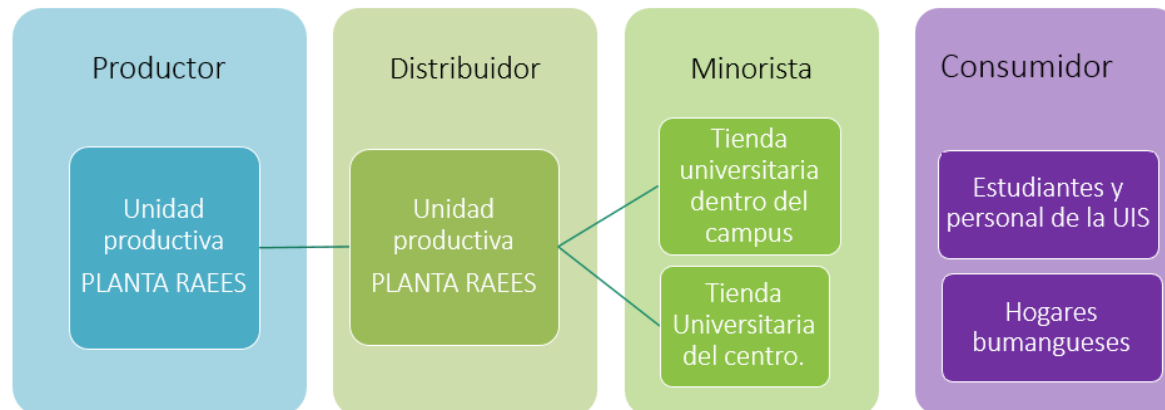 Productor
Distribuidor
Minorista
Consumidor
Unidad
productiva
PLANTA RAEES
Unidad
productiva
PLANTA RAEES
Tienda
universitaria
dentro del
campus
Tienda
Universitaria
del centro.
Estudiantes y
personal de la UIS
Hogares
bumangueses